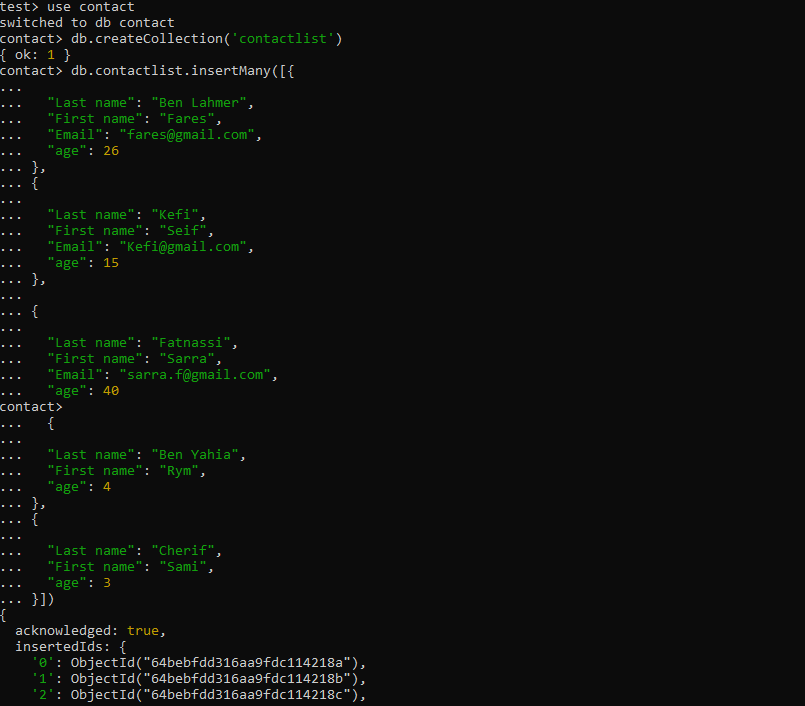 test> use contact
switched to db contact
contact> db.createCollection('contactlist')
{ ok: 1 }
contact> db.contactlist.insertMany([{
...
...   "Last name": "Ben Lahmer",
...   "First name": "Fares",
...   "Email": "fares@gmail.com",
...   "age": 26
... },
... {
...
...   "Last name": "Kefi",
...   "First name": "Seif",
...   "Email": "Kefi@gmail.com",
...   "age": 15
... },
...
... {
...
...   "Last name": "Fatnassi",
...   "First name": "Sarra",
...   "Email": "sarra.f@gmail.com",
...   "age": 40
contact>
...   {
...
...   "Last name": "Ben Yahia",
...   "First name": "Rym",
...   "age": 4
... },
... {
...
...   "Last name": "Cherif",
...   "First name": "Sami",
...   "age": 3
... }])
{
  acknowledged: true,
  insertedIds: {
    '0': ObjectId("64bebfdd316aa9fdc114218a"),
    '1': ObjectId("64bebfdd316aa9fdc114218b"),
    '2': ObjectId("64bebfdd316aa9fdc114218c"),